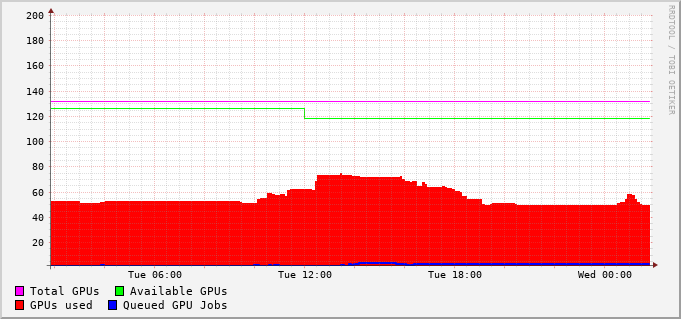 200
180
160
140
120
100
80
60
40
20
Tue 06:00 Tue 12:00 Tue 18:00 Wed 00:00
Total GPUs Available GPUs
GPUs used Queued GPU Jobs
RRDTOOL / TOBI OETIKER